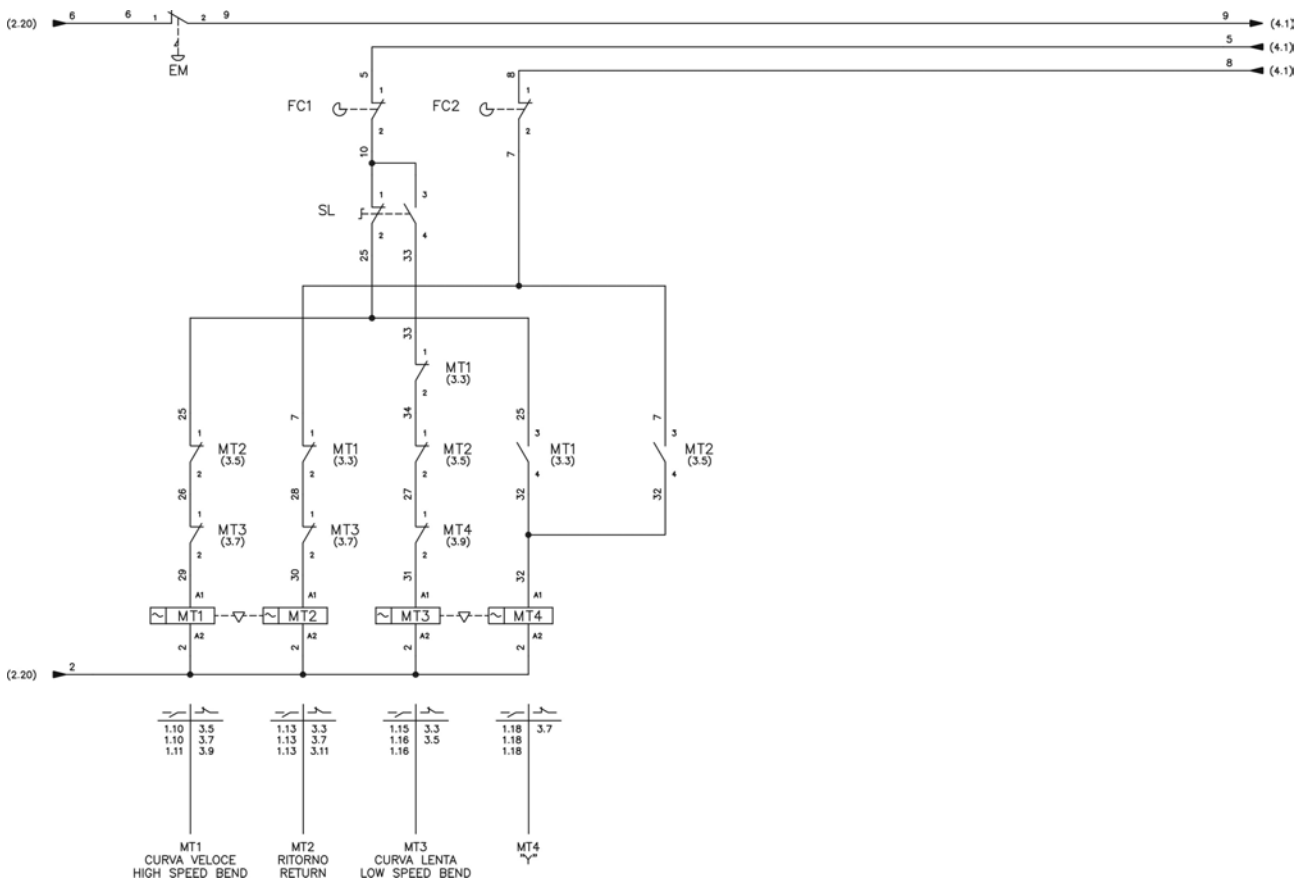 (2.20) 6 6 1 2 9 9 (4.1)
5 (4.1)
EM 8 (4.1)
5 8
FC1 1 FC2 1
2 2
10 7
1 3
SL
2 4
25 33
33
1
MT1
(3.3)
2
25 7 34 25 7
1 1 1 3 3
MT2 MT1 MT2 MT1 MT2
(3.5) (3.3) (3.5) (3.3) (3.5)
2 2 2 4 4
26 28 27 32 32
1 1 1
MT3 MT3 MT4
(3.7) (3.7) (3.9)
2 2 2
29 30 31 32
A1 A1 A1 A1
~ MT1 ~ MT2 ~ MT3 ~ MT4
A2 A2 A2 A2
2 2 2 2
(2.20) 2
1.10 3.5 1.13 3.3 1.15 3.3 1.18 3.7
1.10 3.7 1.13 3.7 1.16 3.5 1.18
1.11 3.9 1.13 3.11 1.16 1.18
MT1 MT2 MT3 MT4
CURVA VELOCE RITORNO CURVA LENTA "Y"
HIGH SPEED BEND RETURN LOW SPEED BEND